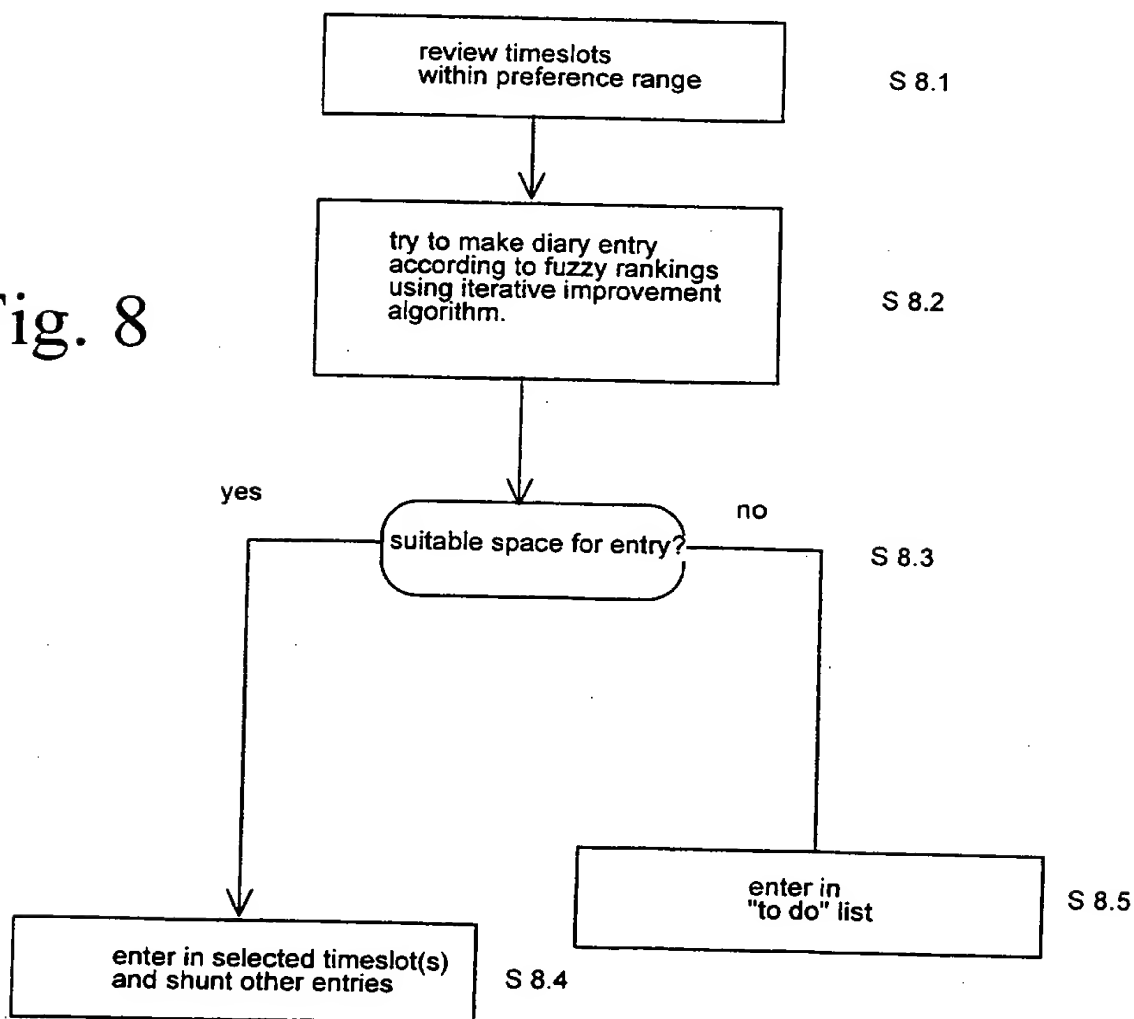 review timeslots
within preference range
S 8.1
try to make diary entry
according to fuzzy rankings
using iterative improvement
algorithm.
S 8.2
ig. 8
yes
no
suitable space for entry?
S 8.3
enter in
"to do" list
S 8.5
enter in selected timeslot(s)
and shunt other entries
S 8.4